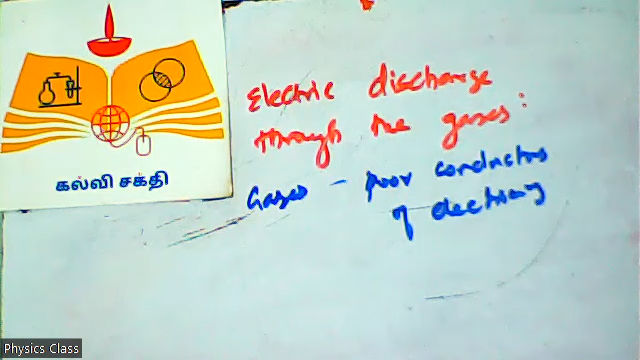 கல்வி சக்தி
Electric discharge
through the gases:
Gases - poor conductors
of electricity
Physics Class